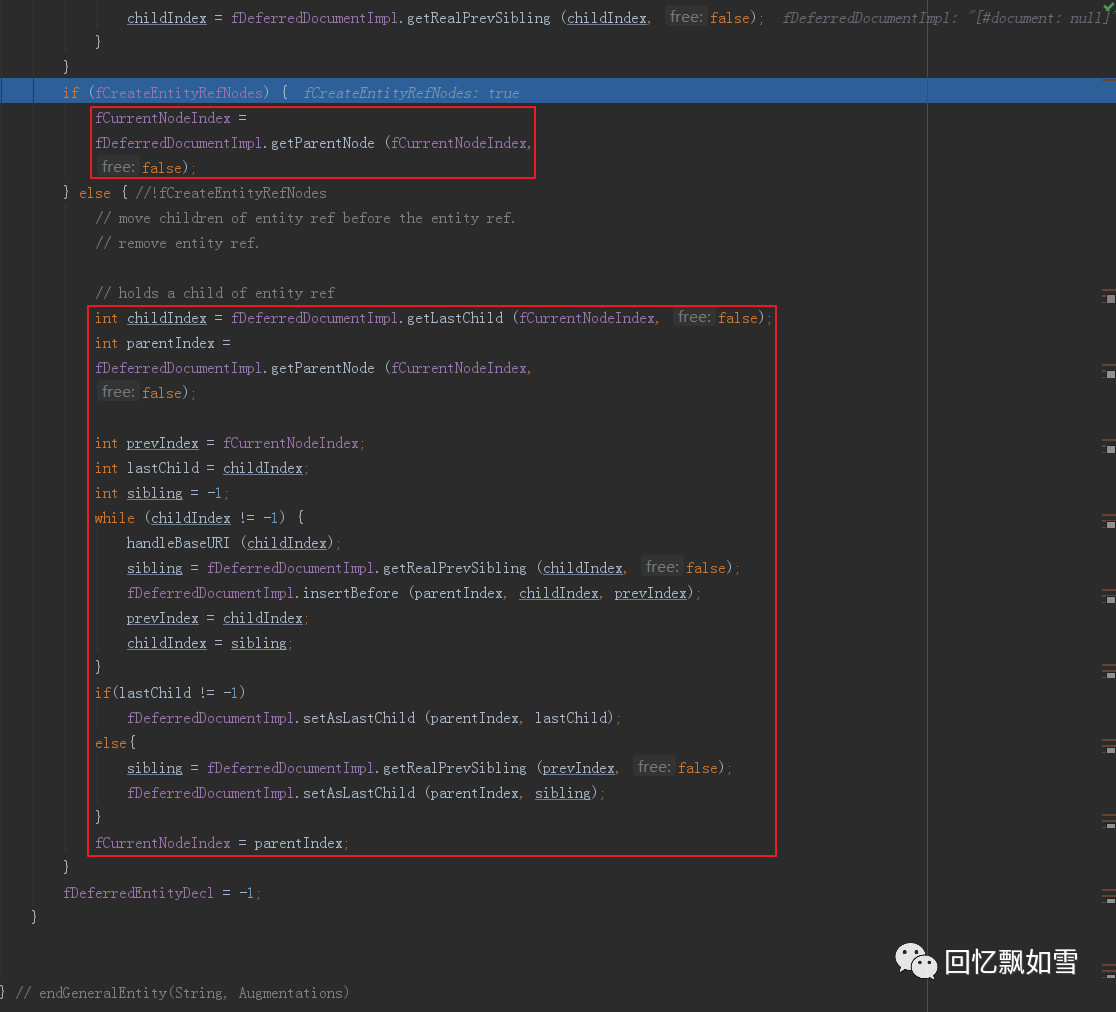 childIndex = fDeferredDocumentImpl.getRealPrevSibling (childIndex, free: false); fDeferredDocumentImpl: "[#document: null]"
}
}
if (fCreateEntityRefNodes) { fCreateEntityRefNodes: true
fCurrentNodeIndex =
fDeferredDocumentImpl.getParentNode (fCurrentNodeIndex,
free: false);
} else { //!fCreateEntityRefNodes
// move children of entity ref before the entity ref.
// remove entity ref.
// holds a child of entity ref
int childIndex = fDeferredDocumentImpl.getLastChild (fCurrentNodeIndex, free: false);
int parentIndex =
fDeferredDocumentImpl.getParentNode (fCurrentNodeIndex,
free: false);
int prevIndex = fCurrentNodeIndex;
int lastChild = childIndex;
int sibling = -1;
while (childIndex != -1) {
handleBaseURI (childIndex);
sibling = fDeferredDocumentImpl.getRealPrevSibling (childIndex, free: false);
fDeferredDocumentImpl.insertBefore (parentIndex, childIndex, prevIndex);
prevIndex = childIndex;
childIndex = sibling;
}
if(lastChild != -1)
fDeferredDocumentImpl.setAsLastChild (parentIndex, lastChild);
else{
sibling = fDeferredDocumentImpl.getRealPrevSibling (prevIndex, free: false);
fDeferredDocumentImpl.setAsLastChild (parentIndex, sibling);
}
fCurrentNodeIndex = parentIndex;
}
fDeferredEntityDecl = -1;
}
回忆飘如雪
} // endGeneralEntity(String, Augmentations)